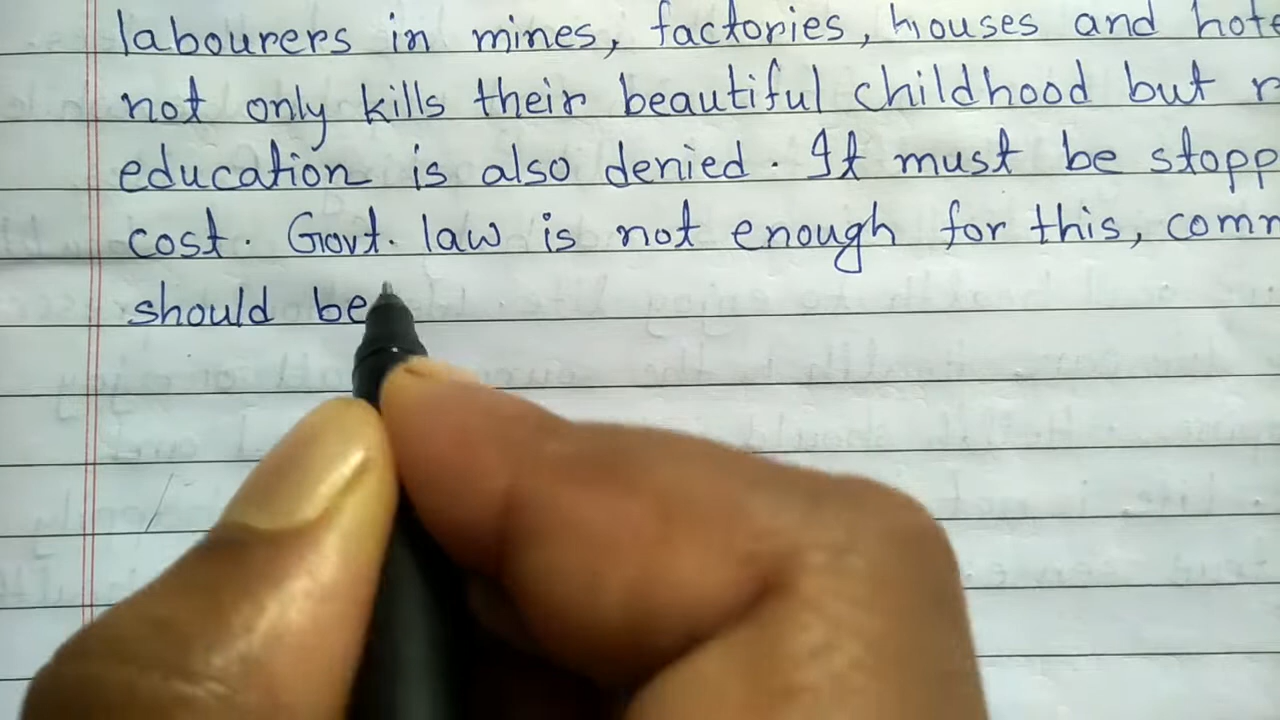 labourers in mines, factories, houses and
not only kills their beautiful childhood but
education is also denied. It must be
cost. Govt. law is not enough for this,
should be